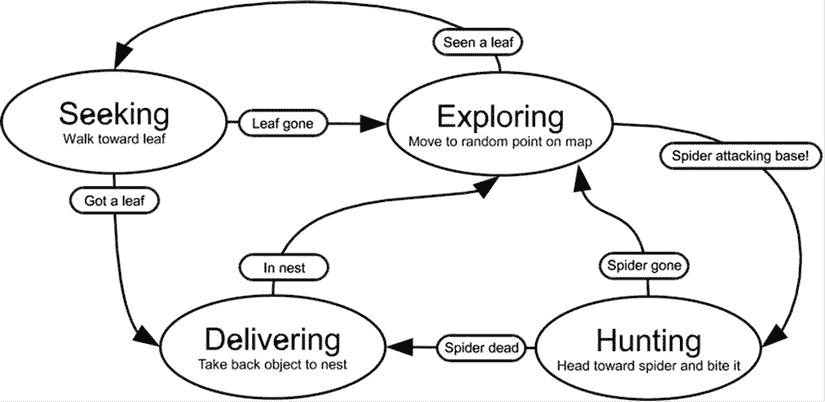 Seen a leaf
Seeking
Walk toward leaf
Leaf gone
Exploring
Move to random point on map
Spider attacking base!
Got a leaf
In nest
Spider gone
Delivering
Take back object to nest
Spider dead
Hunting
Head toward spider and bite it